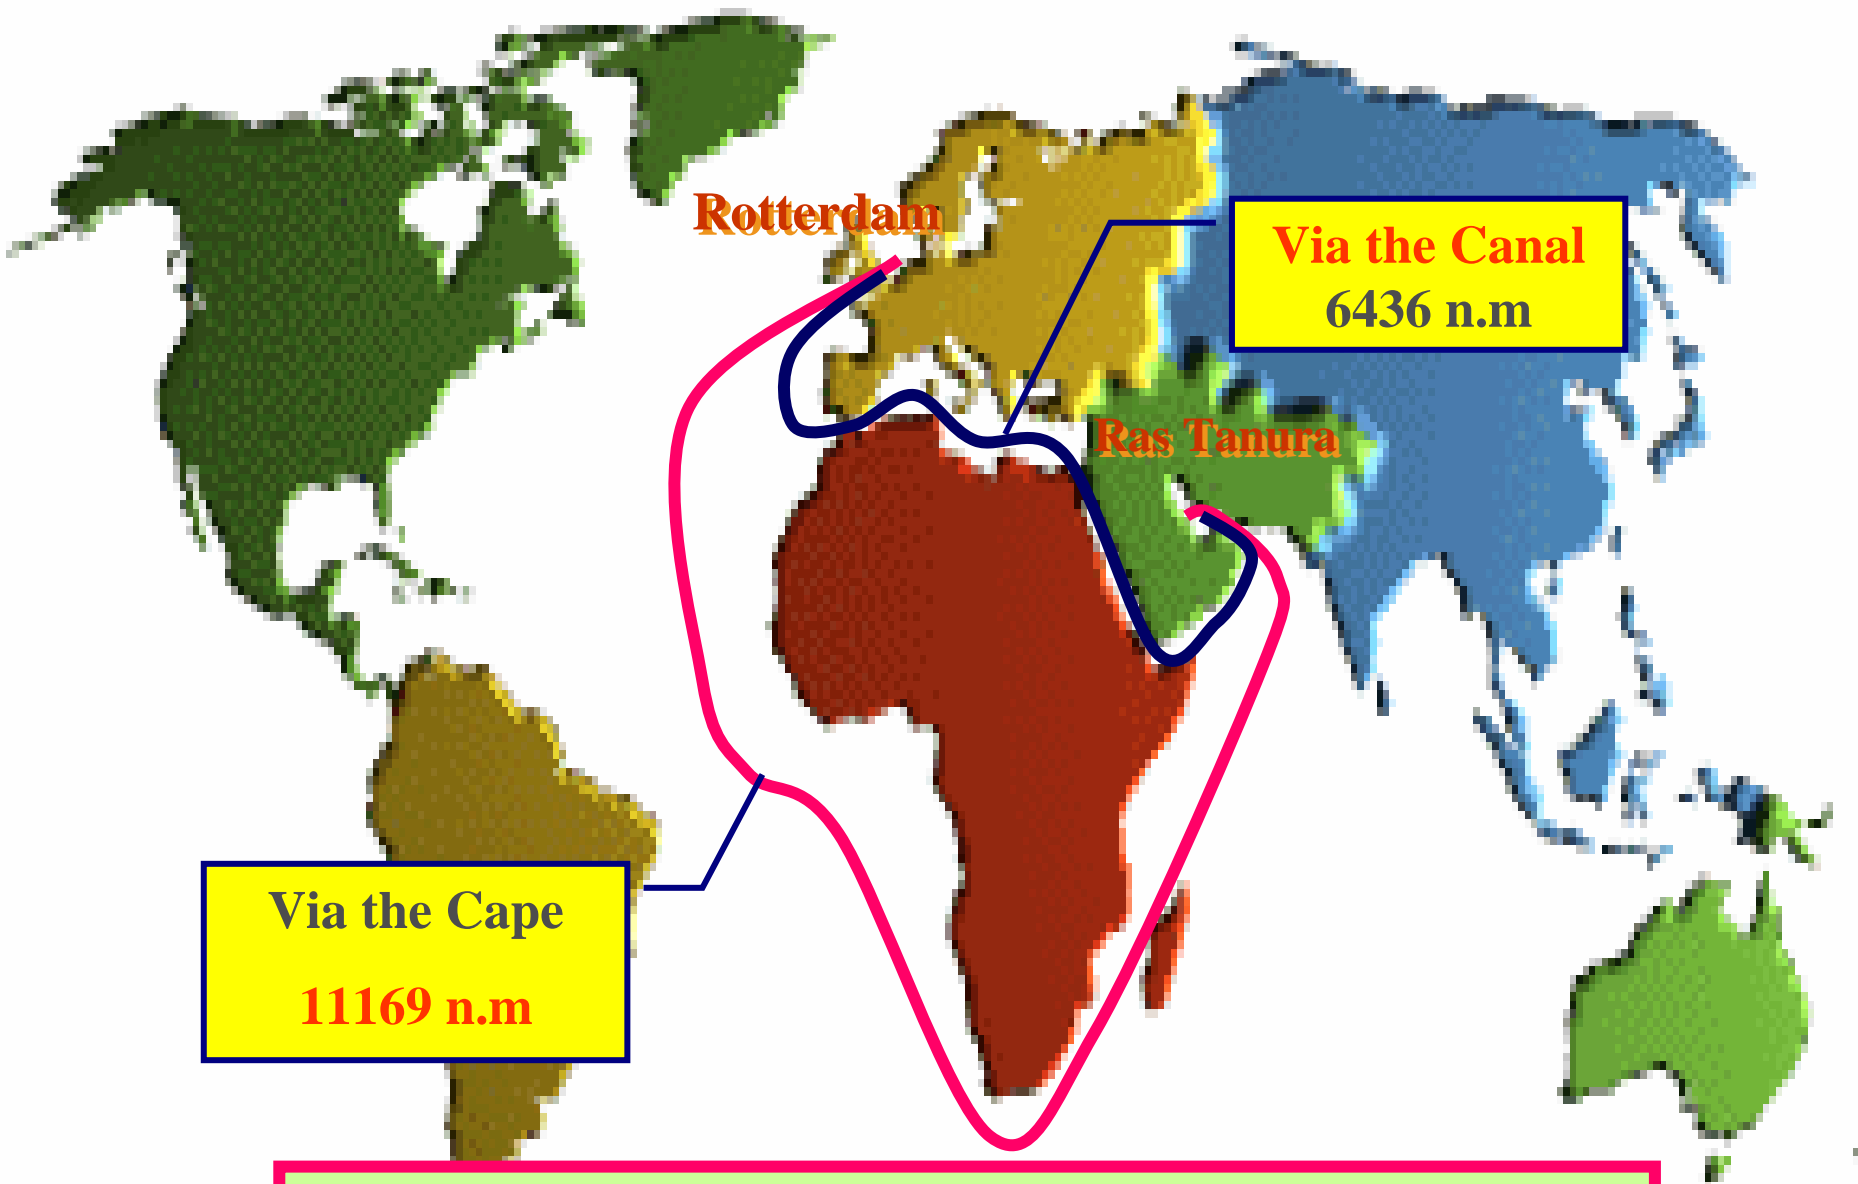 Rotterdam
Via the Canal
6436 n.m
Ras Tanura
Via the Cape
11169 n.m